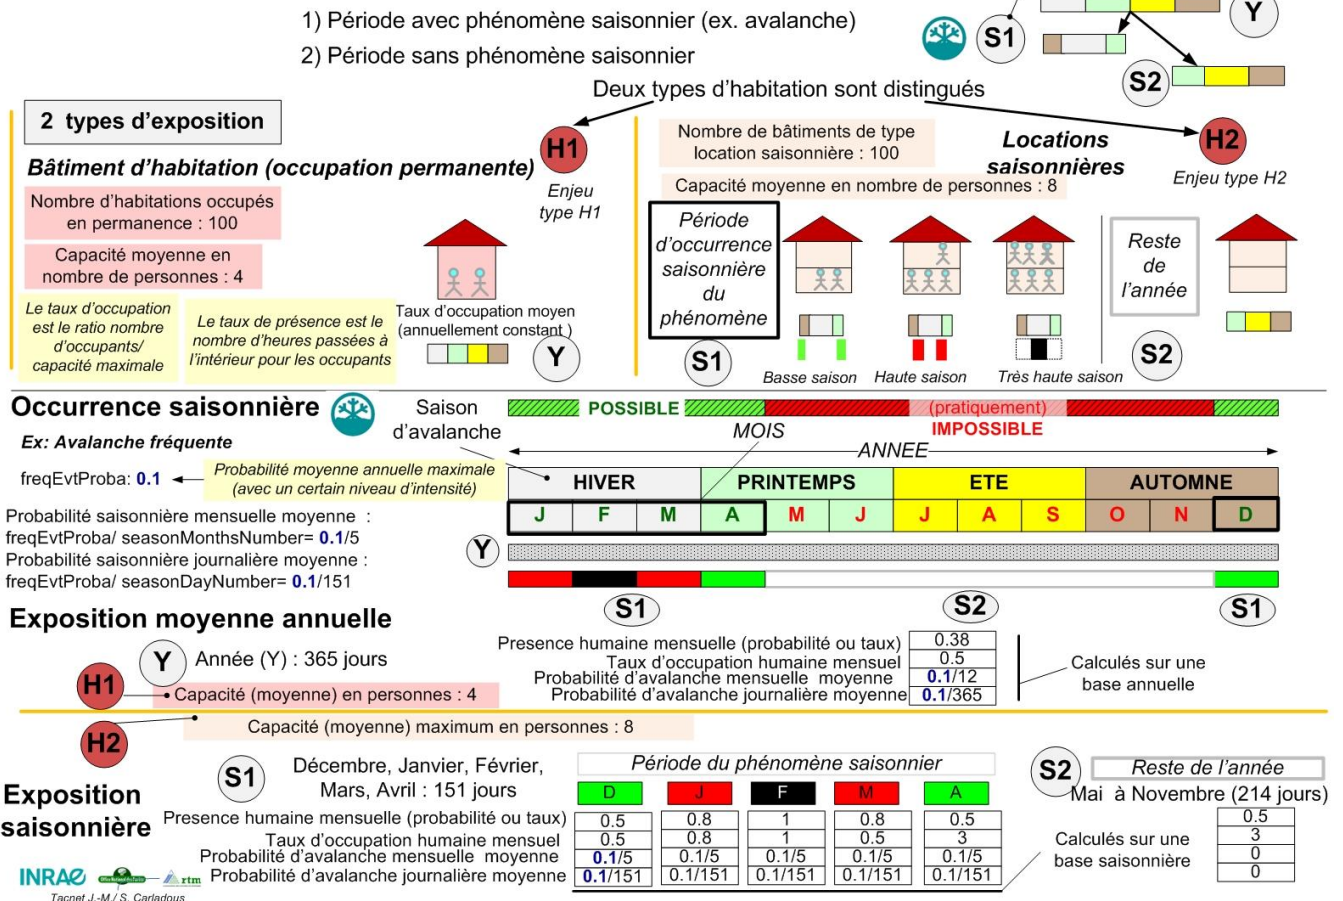 1) Période avec phénomène saisonnier (ex. avalanche)
2) Période sans phénomène saisonnier
S1
Y
S2
Deux types d'habitation sont distingués
2 types d'exposition
Bâtiment d'habitation (occupation permanente)
H1
Enjeu
type H1
Nombre d'habitations occupés
en permanence : 100
Capacité moyenne en
nombre de personnes : 4
Le taux d'occupation
est le ratio nombre
d'occupants/
capacité maximale
Le taux de présence est le
nombre d'heures passées à
l'intérieur pour les occupants
Taux d'occupation moyen
(annuellement constant )
Y
Nombre de bâtiments de type
location saisonnière : 100
Locations
saisonnières
H2
Enjeu type H2
Capacité moyenne en nombre de personnes : 8
Période
d'occurrence
saisonnière
du
phénomène
S1
Basse saison
Haute saison
Très haute saison
Reste
de
l'année
S2
Occurrence saisonnière
Saison
d'avalanche
POSSIBLE
(pratiquement)
IMPOSSIBLE
Ex: Avalanche fréquente
MOIS
ANNEE
freqEvtProba: 0.1
Probabilité moyenne annuelle maximale
(avec un certain niveau d'intensité)
HIVER
PRINTEMPS
ETE
AUTOMNE
J F M A M J J A S O N D
Probabilité saisonnière mensuelle moyenne :
freqEvtProba/ seasonMonthsNumber= 0.1/5
Probabilité saisonnière journalière moyenne :
freqEvtProba/ seasonDayNumber= 0.1/151
Y
S1
S2
S1
Exposition moyenne annuelle
Y
Année (Y) : 365 jours
H1
Capacité (moyenne) en personnes : 4
Presence humaine mensuelle (probabilité ou taux) 0.38
Taux d'occupation humaine mensuel 0.5
Probabilité d'avalanche mensuelle moyenne 0.1/12
Probabilité d'avalanche journalière moyenne 0.1/365
Calculés sur une
base annuelle
H2
Capacité (moyenne) maximum en personnes : 8
Exposition
saisonnière
S1
Décembre, Janvier, Février,
Mars, Avril : 151 jours
Période du phénomène saisonnier
D J F M A
Presence humaine mensuelle (probabilité ou taux) 0.5 0.8 1 0.8 0.5
Taux d'occupation humaine mensuel 0.5 0.8 1 0.5 3
Probabilité d'avalanche mensuelle moyenne 0.1/5 0.1/5 0.1/5 0.1/5 0.1/5
Probabilité d'avalanche journalière moyenne 0.1/151 0.1/151 0.1/151 0.1/151 0.1/151
S2
Reste de l'année
Mai à Novembre (214 jours)
Calculés sur une
base saisonnière
0.5
3
0
0
INRAE
rtm
Tacnet J.-M./ S. Carladous